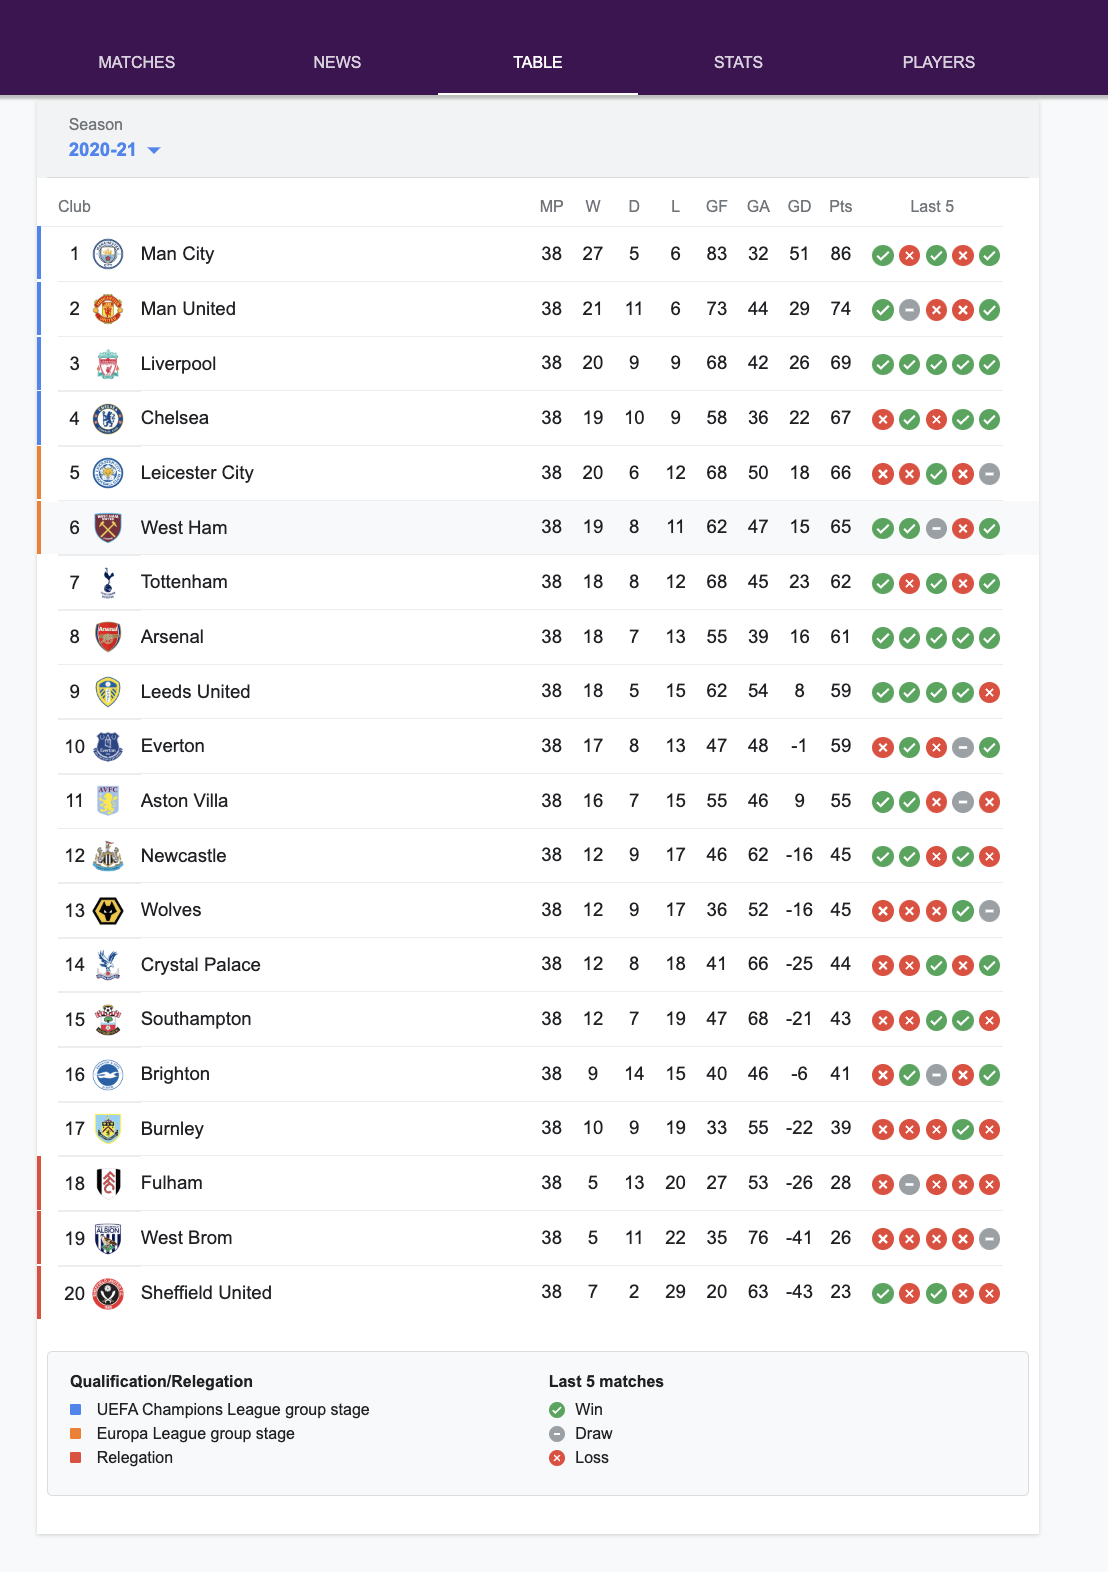 MATCHES NEWS TABLE STATS PLAYERS
Season
2020-21
Club MP W D L GF GA GD Pts Last 5
1 Man City 38 27 5 6 83 32 51 86
2 Man United 38 21 11 6 73 44 29 74
3 Liverpool 38 20 9 9 68 42 26 69
4 Chelsea 38 19 10 9 58 36 22 67
5 Leicester City 38 20 6 12 68 50 18 66
6 West Ham 38 19 8 11 62 47 15 65
7 Tottenham 38 18 8 12 68 45 23 62
8 Arsenal 38 18 7 13 55 39 16 61
9 Leeds United 38 18 5 15 62 54 8 59
10 Everton 38 17 8 13 47 48 -1 59
11 Aston Villa 38 16 7 15 55 46 9 55
12 Newcastle 38 12 9 17 46 62 -16 45
13 Wolves 38 12 9 17 36 52 -16 45
14 Crystal Palace 38 12 8 18 41 66 -25 44
15 Southampton 38 12 7 19 47 68 -21 43
16 Brighton 38 9 14 15 40 46 -6 41
17 Burnley 38 10 9 19 33 55 -22 39
18 Fulham 38 5 13 20 27 53 -26 28
19 West Brom 38 5 11 22 35 76 -41 26
20 Sheffield United 38 7 2 29 20 63 -43 23
Qualification/Relegation
UEFA Champions League group stage
Europa League group stage
Relegation
Last 5 matches
Win
Draw
Loss